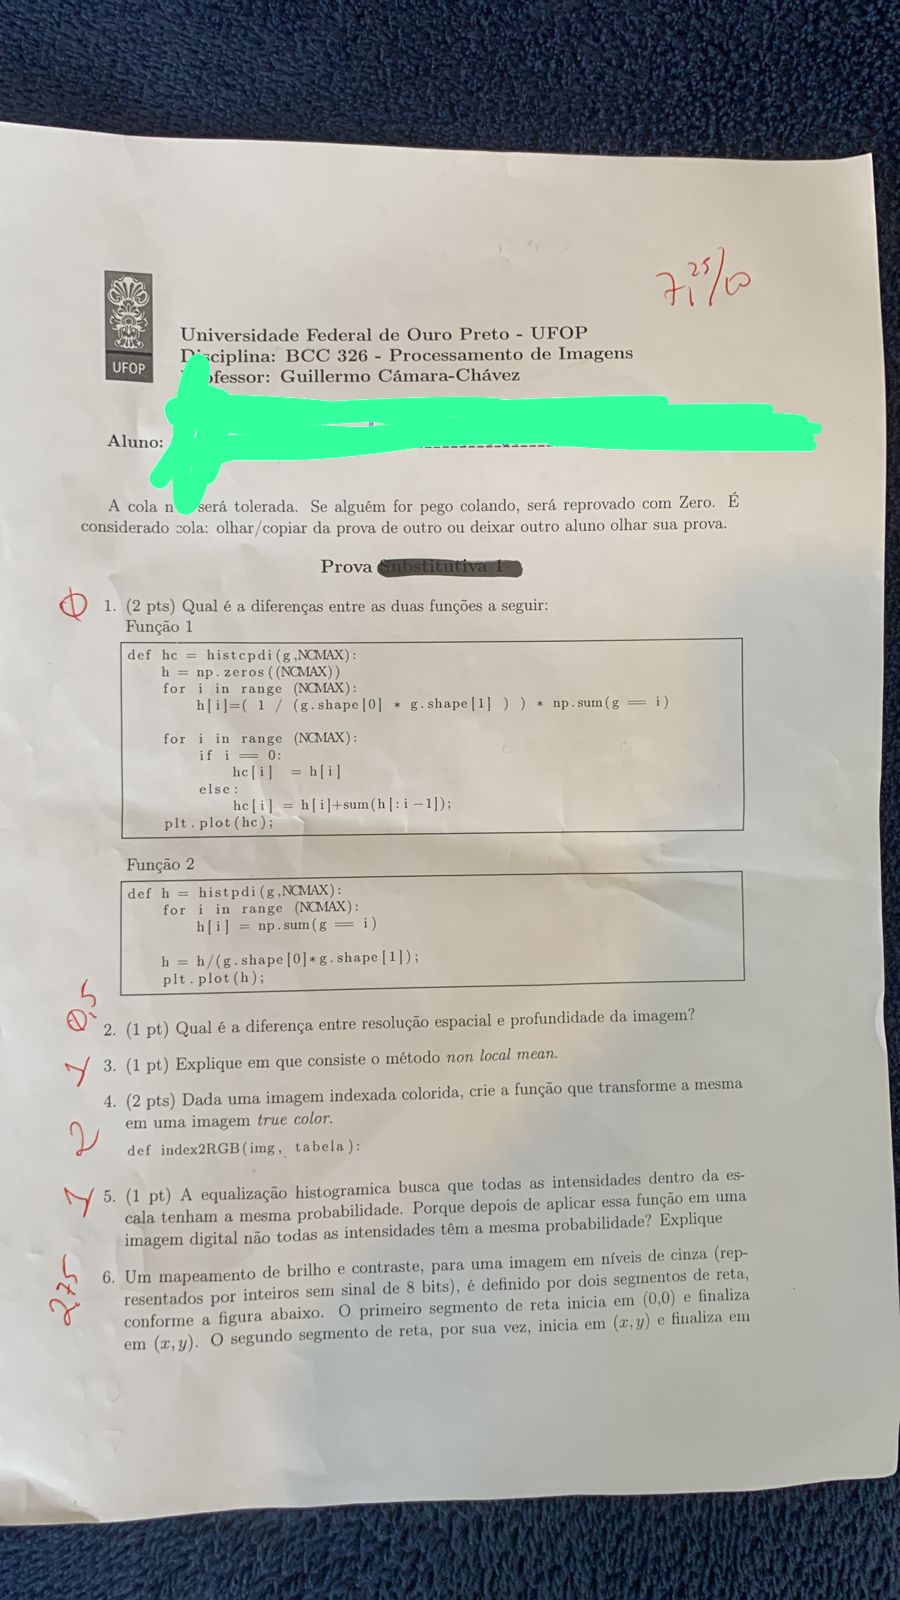 7,25/10
UFOP
Universidade Federal de Ouro Preto - UFOP
Disciplina: BCC 326 - Processamento de Imagens
ofessor: Guillermo Cámara-Chávez
Aluno:
A cola n será tolerada. Se alguém for pego colando, será reprovado com Zero. É
considerado cola: olhar/copiar da prova de outro ou deixar outro aluno olhar sua prova.
Prova Substitutiva 1
1. (2 pts) Qual é a diferenças entre as duas funções a seguir:
Função 1
def hc = histcpdi(g,NCMAX):
h = np.zeros((NCMAX))
for i in range (NCMAX):
h[i]=( 1 / (g.shape[0] * g.shape[1] ) ) * np.sum(g == i)
for i in range (NCMAX):
if i == 0:
hc[i] = h[i]
else:
hc[i] = h[i]+sum(h[:i-1]);
plt.plot(hc);
Função 2
def h = histpdi(g,NCMAX):
for i in range (NCMAX):
h[i] = np.sum(g == i)
h = h/(g.shape[0]*g.shape[1]);
plt.plot(h);
0.5
2. (1 pt) Qual é a diferença entre resolução espacial e profundidade da imagem?
3. (1 pt) Explique em que consiste o método non local mean.
4. (2 pts) Dada uma imagem indexada colorida, crie a função que transforme a mesma
em uma imagem true color.
2
def index2RGB(img, tabela):
5. (1 pt) A equalização histogramica busca que todas as intensidades dentro da es-
cala tenham a mesma probabilidade. Porque depois de aplicar essa função em uma
imagem digital não todas as intensidades têm a mesma probabilidade? Explique
2.75
6. Um mapeamento de brilho e contraste, para uma imagem em níveis de cinza (rep-
resentados por inteiros sem sinal de 8 bits), é definido por dois segmentos de reta,
conforme a figura abaixo. O primeiro segmento de reta inicia em (0,0) e finaliza
em (x,y). O segundo segmento de reta, por sua vez, inicia em (x,y) e finaliza em